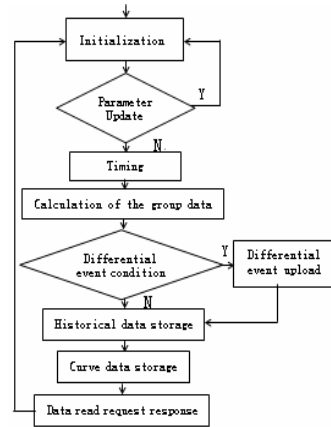 Initialization
Parameter
Update
Y
N
Timing
Calculation of the group data
Differential
event condition
Y
Differential
event upload
N
Historical data storage
Curve data storage
Data read request response